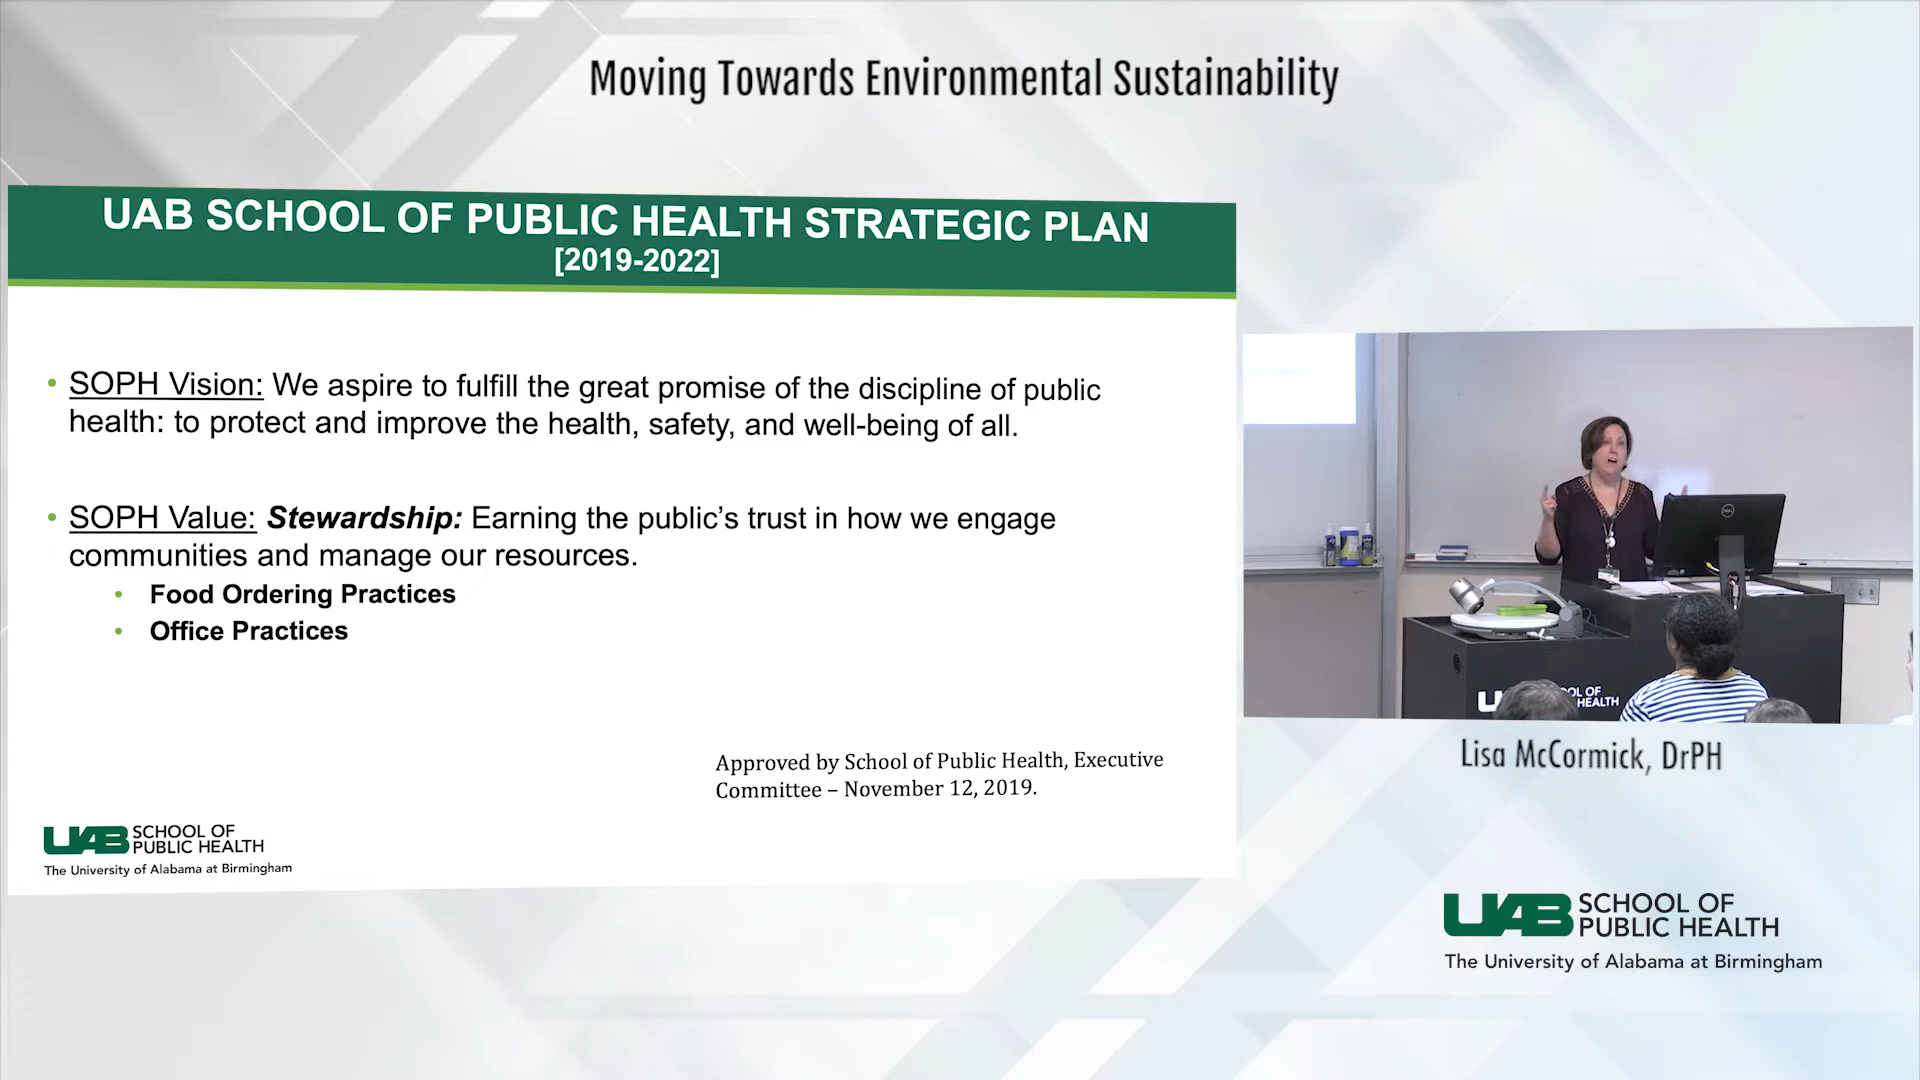 Moving Towards Environmental Sustainability
UAB SCHOOL OF PUBLIC HEALTH STRATEGIC PLAN
[2019-2022]
• SOPH Vision: We aspire to fulfill the great promise of the discipline of public
health: to protect and improve the health, safety, and well-being of all.
• SOPH Value: Stewardship: Earning the public’s trust in how we engage
communities and manage our resources.
• Food Ordering Practices
• Office Practices
Approved by School of Public Health, Executive
Committee – November 12, 2019.
UAB SCHOOL OF
PUBLIC HEALTH
The University of Alabama at Birmingham
DELL
OL OF
HEALTH
Lisa McCormick, DrPH
UAB SCHOOL OF
PUBLIC HEALTH
The University of Alabama at Birmingham